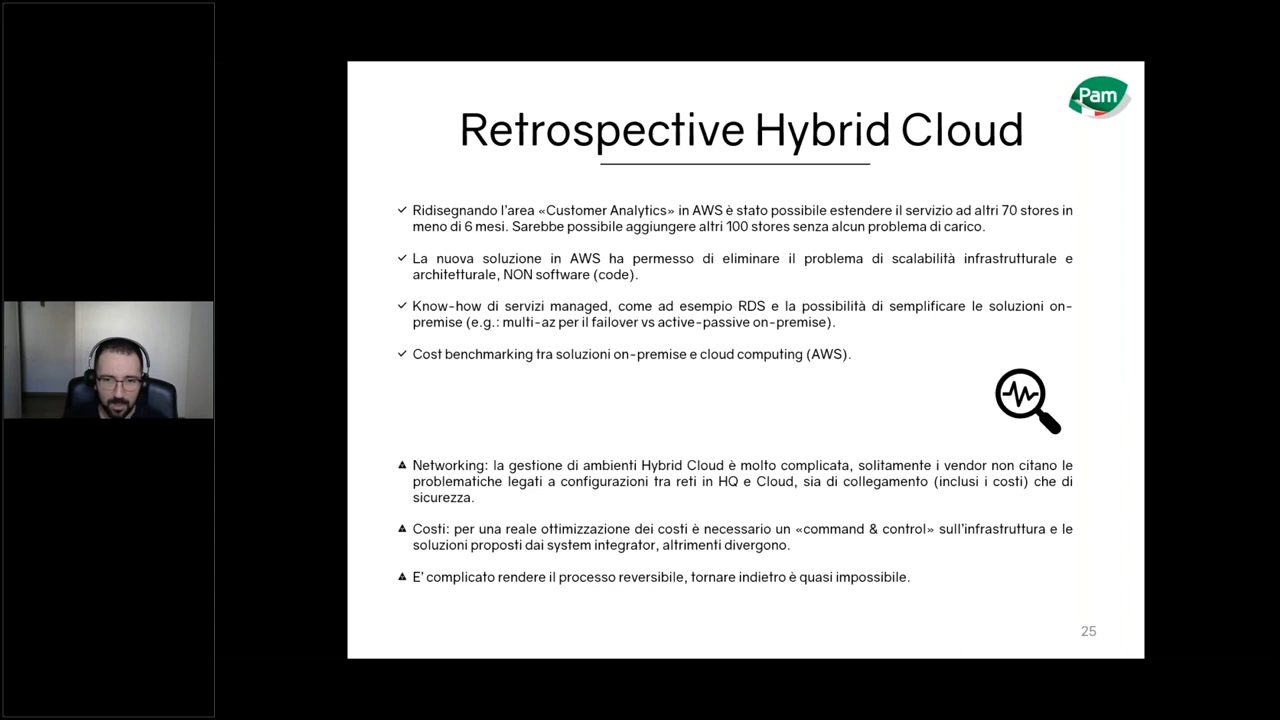 Pam
Retrospective Hybrid Cloud
Ridisegnando l'area «Customer Analytics» in AWS è stato possibile estendere il servizio ad altri 70 stores in
meno di 6 mesi. Sarebbe possibile aggiungere altri 100 stores senza alcun problema di carico.
La nuova soluzione in AWS ha permesso di eliminare il problema di scalabilità infrastrutturale e
architetturale, NON software (code).
Know-how di servizi managed, come ad esempio RDS e la possibilità di semplificare le soluzioni on-
premise (e.g.: multi-az per il failover vs active-passive on-premise).
Cost benchmarking tra soluzioni on-premise e cloud computing (AWS).
Networking: la gestione di ambienti Hybrid Cloud è molto complicata, solitamente i vendor non citano le
problematiche legati a configurazioni tra reti in HQ e Cloud, sia di collegamento (inclusi i costi) che di
sicurezza.
Costi: per una reale ottimizzazione dei costi è necessario un «command & control» sull'infrastruttura e le
soluzioni proposti dai system integrator, altrimenti divergono.
E' complicato rendere il processo reversibile, tornare indietro è quasi impossibile.
25